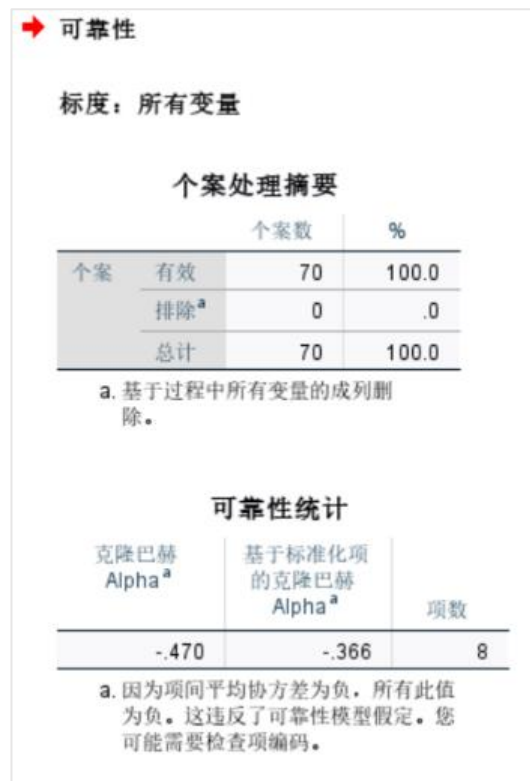 可靠性
标度：所有变量
个案处理摘要
个案数 %
个案 有效 70 100.0
排除a 0 .0
总计 70 100.0
a. 基于过程中所有变量的成列删
除。
可靠性统计
克隆巴赫
Alpha a
基于标准化项
的克隆巴赫
Alpha a
项数
-.470 -.366 8
a. 因为项间平均协方差为负，所有此值
为负。这违反了可靠性模型假定。您
可能需要检查项编码。